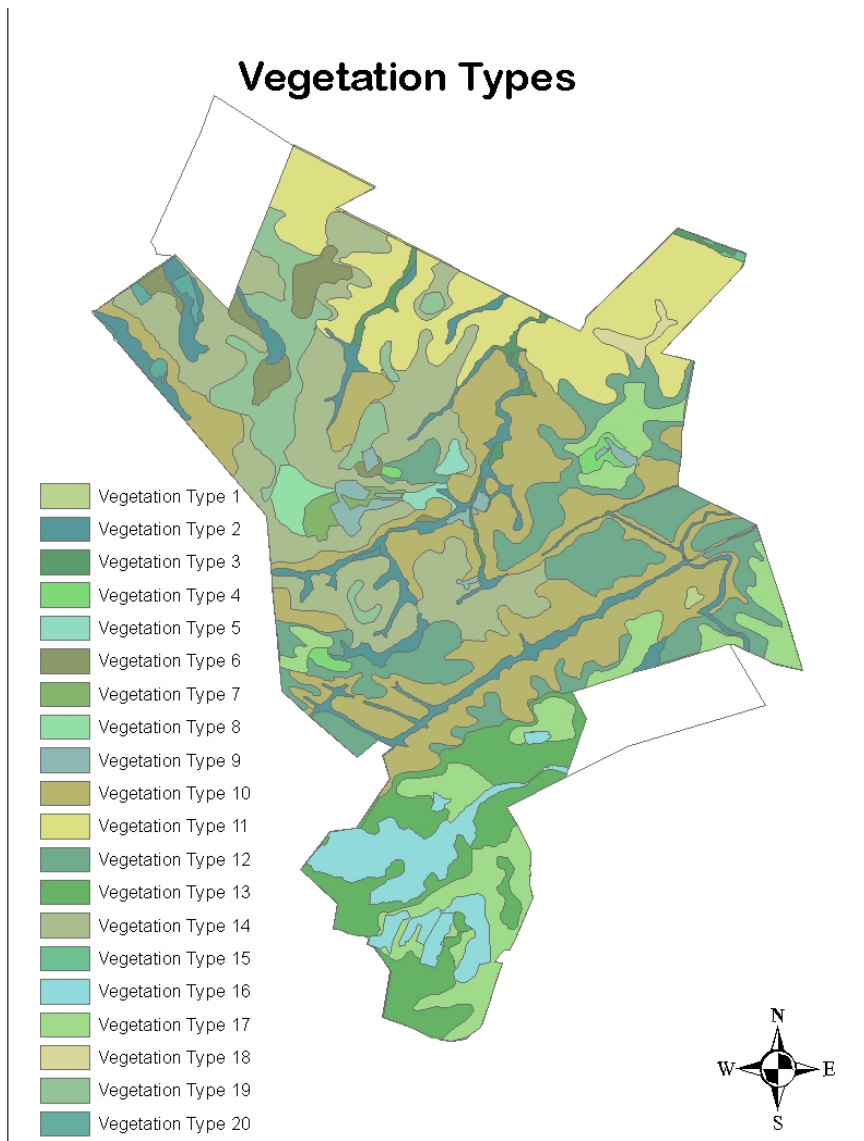 Vegetation Types
Vegetation Type 1
Vegetation Type 2
Vegetation Type 3
Vegetation Type 4
Vegetation Type 5
Vegetation Type 6
Vegetation Type 7
Vegetation Type 8
Vegetation Type 9
Vegetation Type 10
Vegetation Type 11
Vegetation Type 12
Vegetation Type 13
Vegetation Type 14
Vegetation Type 15
Vegetation Type 16
Vegetation Type 17
Vegetation Type 18
Vegetation Type 19
Vegetation Type 20
N
W E
S